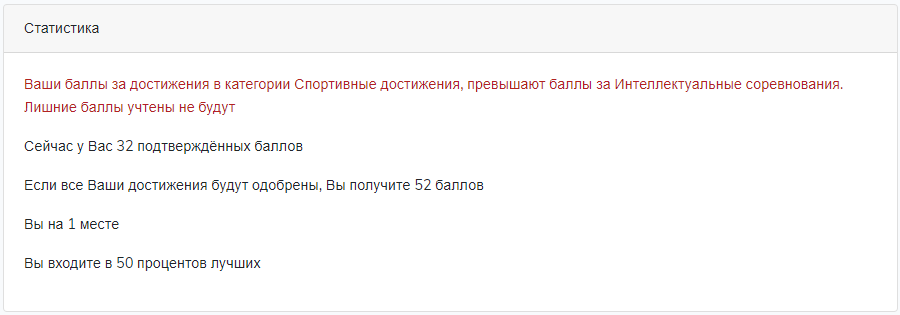 Статистика
Ваши баллы за достижения в категории Спортивные достижения, превышают баллы за Интеллектуальные соревнования.
Лишние баллы учтены не будут
Сейчас у Вас 32 подтверждённых баллов
Если все Ваши достижения будут одобрены, Вы получите 52 баллов
Вы на 1 месте
Вы входите в 50 процентов лучших